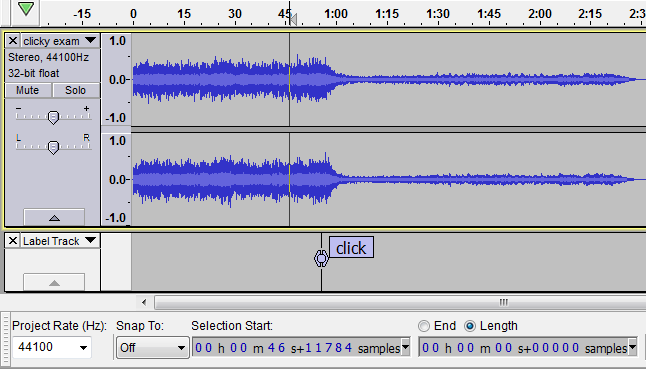 -15 0 15 30 45 1:00 1:15 1:30 1:45 2:00 2:15 2:3
clicky exam
Stereo, 44100Hz
32-bit float
Mute Solo
- +
L R
1.0
0.0
-1.0
1.0
0.0
-1.0
Label Track
click
Project Rate (Hz): Snap To: Selection Start: End Length
44100 Off 00 h 00 m 46 s+11784 samples 00 h 00 m 00 s+00000 samples